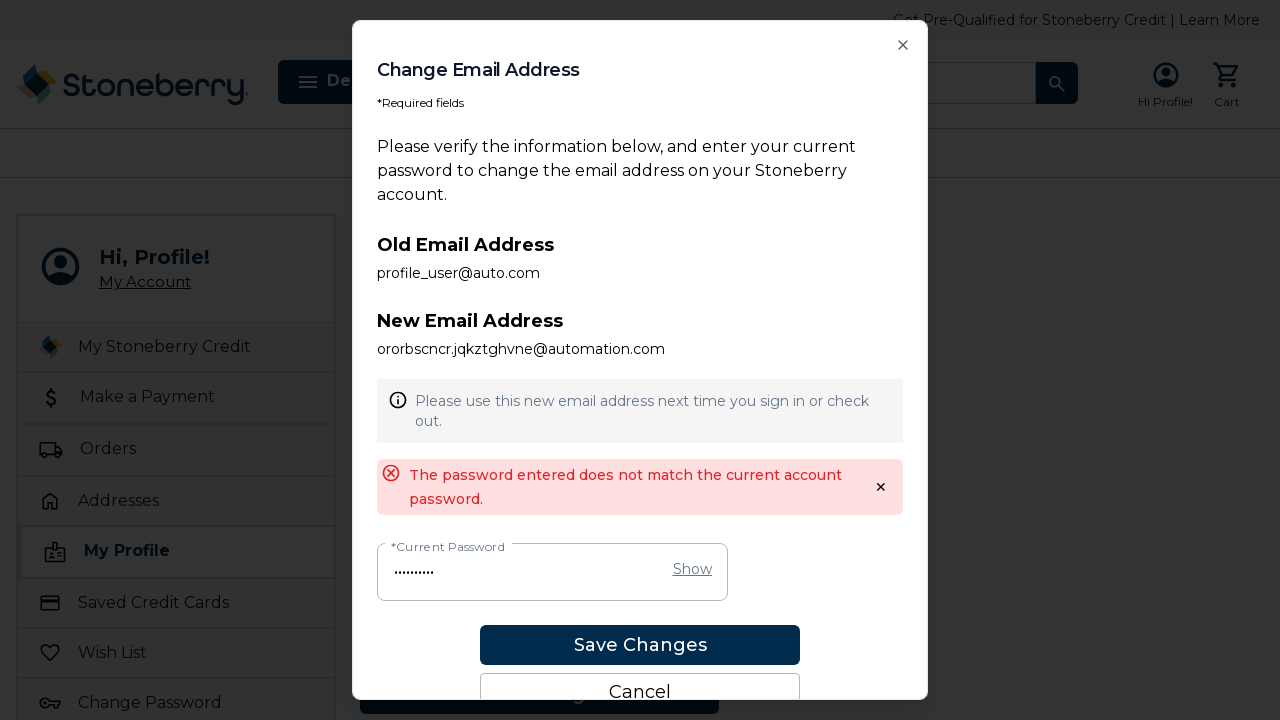 Get Pre-Qualified for Stoneberry Credit | Learn More
Stoneberry
De
Hi Profile!
Cart
Hi, Profile!
My Account
My Stoneberry Credit
Make a Payment
Orders
Addresses
My Profile
Saved Credit Cards
Wish List
Change Password
Change Email Address
*Required fields
Please verify the information below, and enter your current
password to change the email address on your Stoneberry
account.
Old Email Address
profile_user@auto.com
New Email Address
ororbscncr.jqkztghvne@automation.com
Please use this new email address next time you sign in or check
out.
The password entered does not match the current account
password.
*Current Password
••••••••••
Show
Save Changes
Cancel